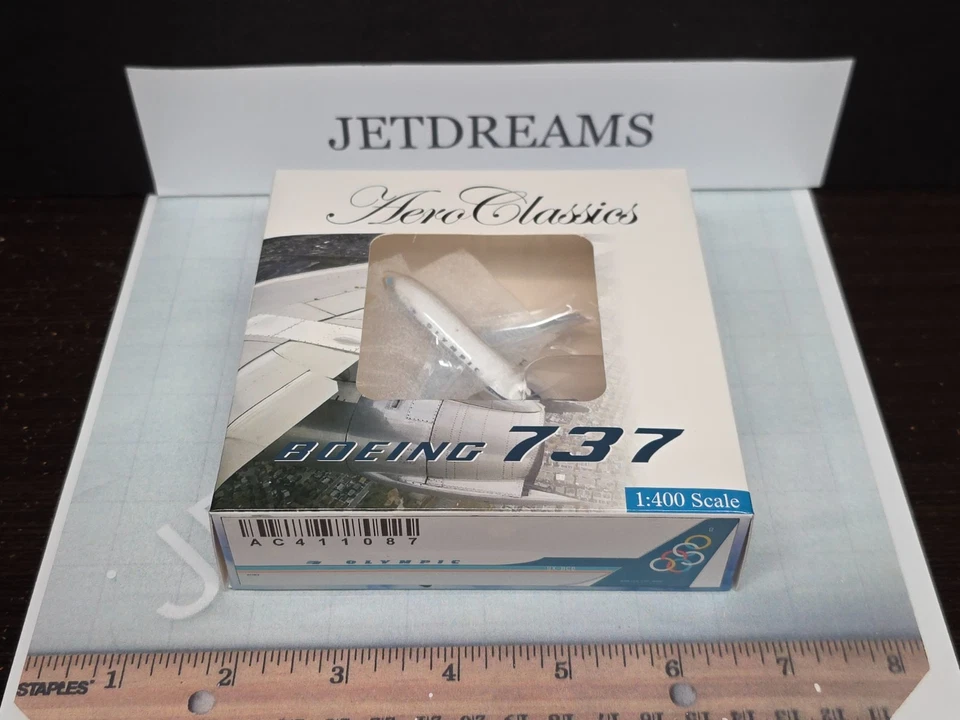 JETDREAMS
AeroClassics
BOEING 737
1:400 Scale
AC411087
OLYMPIC
STAPLES 1 2 3 4 5 6 7 8